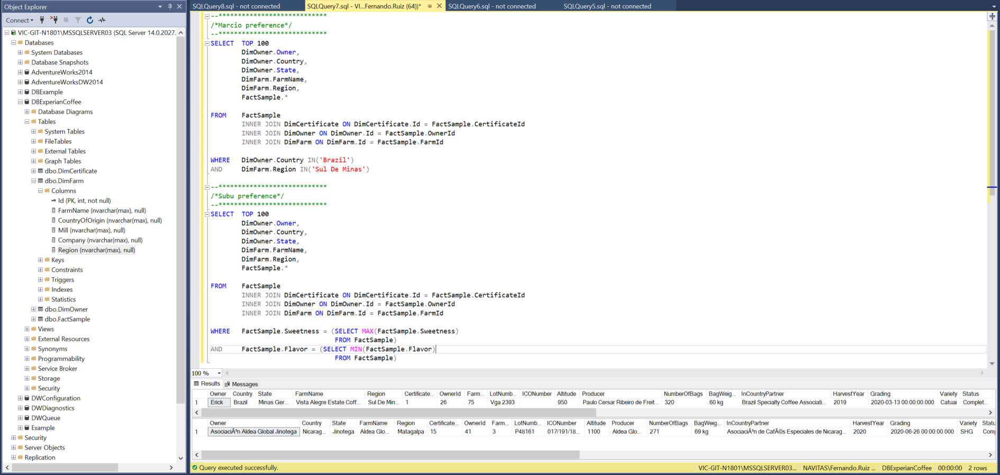 Object Explorer
Connect
VIC-GIT-N1801\MSSQLSERVER03 (SQL Server 14.0.2027.
Databases
System Databases
Database Snapshots
AdventureWorks2014
AdventureWorksDW2014
DBExample
DBExperianCoffee
Database Diagrams
Tables
System Tables
FileTables
External Tables
Graph Tables
dbo.DimCertificate
dbo.DimFarm
Columns
Id (PK, int, not null)
FarmName (nvarchar(max), null)
CountryOfOrigin (nvarchar(max), null)
Mill (nvarchar(max), null)
Company (nvarchar(max), null)
Region (nvarchar(max), null)
Keys
Constraints
Triggers
Indexes
Statistics
dbo.DimOwner
dbo.FactSample
Views
External Resources
Synonyms
Programmability
Service Broker
Storage
Security
DWConfiguration
DWDiagnostics
DWQueue
Example
Security
Server Objects
Replication
SQLQuery8.sql - not connected SQLQuery7.sql - VI...Fernando.Ruiz (64))* SQLQuery6.sql - not connected SQLQuery5.sql - not connected
--****************************
/*Marcio preference*/
--****************************
SELECT TOP 100
DimOwner.Owner,
DimOwner.Country,
DimOwner.State,
DimFarm.FarmName,
DimFarm.Region,
FactSample.*
FROM FactSample
INNER JOIN DimCertificate ON DimCertificate.Id = FactSample.CertificateId
INNER JOIN DimOwner ON DimOwner.Id = FactSample.OwnerId
INNER JOIN DimFarm ON DimFarm.Id = FactSample.FarmId
WHERE DimOwner.Country IN('Brazil')
AND DimFarm.Region IN('Sul De Minas')
--****************************
/*Subu preference*/
--****************************
SELECT TOP 100
DimOwner.Owner,
DimOwner.Country,
DimOwner.State,
DimFarm.FarmName,
DimFarm.Region,
FactSample.*
FROM FactSample
INNER JOIN DimCertificate ON DimCertificate.Id = FactSample.CertificateId
INNER JOIN DimOwner ON DimOwner.Id = FactSample.OwnerId
INNER JOIN DimFarm ON DimFarm.Id = FactSample.FarmId
WHERE FactSample.Sweetness = (SELECT MAX(FactSample.Sweetness)
FROM FactSample)
AND FactSample.Flavor = (SELECT MIN(FactSample.Flavor)
FROM FactSample)
100 %
Results Messages
Owner Country State FarmName Region Certificate... OwnerId Farm... LotNumb... ICONumber Altitude Producer NumberOfBags BagWeig... InCountryPartner HarvestYear Grading Variety Status
1 Erick Brazil Minas Ger... Vista Alegre Estate Coff... Sul De Min... 1 26 75 Vga 2393 950 Paulo Cersar Ribeiro de Freit... 320 60 kg Brazil Specialty Coffee Associati... 2019 2020-03-13 00:00:00.000 Catuai Complet...
Owner Country State FarmName Region Certificate... OwnerId Farm... LotNumb... ICONumber Altitude Producer NumberOfBags BagWeig... InCountryPartner HarvestYear Grading Variety Statu
1 AsociaciÃ³n Aldea Global Jinotega Nicarag... Jinotega Aldea Glo... Matagalpa 15 41 3 P48161 017/191/18... 1100 Aldea Glo... 271 69 kg AsociaciÃ³n de CafÃ©s Especiales de Nicarag... 2020 2020-06-26 00:00:00.000 SHG Com
Query executed successfully. VIC-GIT-N1801\MSSQLSERVER03... NAVITAS\Fernando.Ruiz ... DBExperianCoffee 00:00:00 2 rows